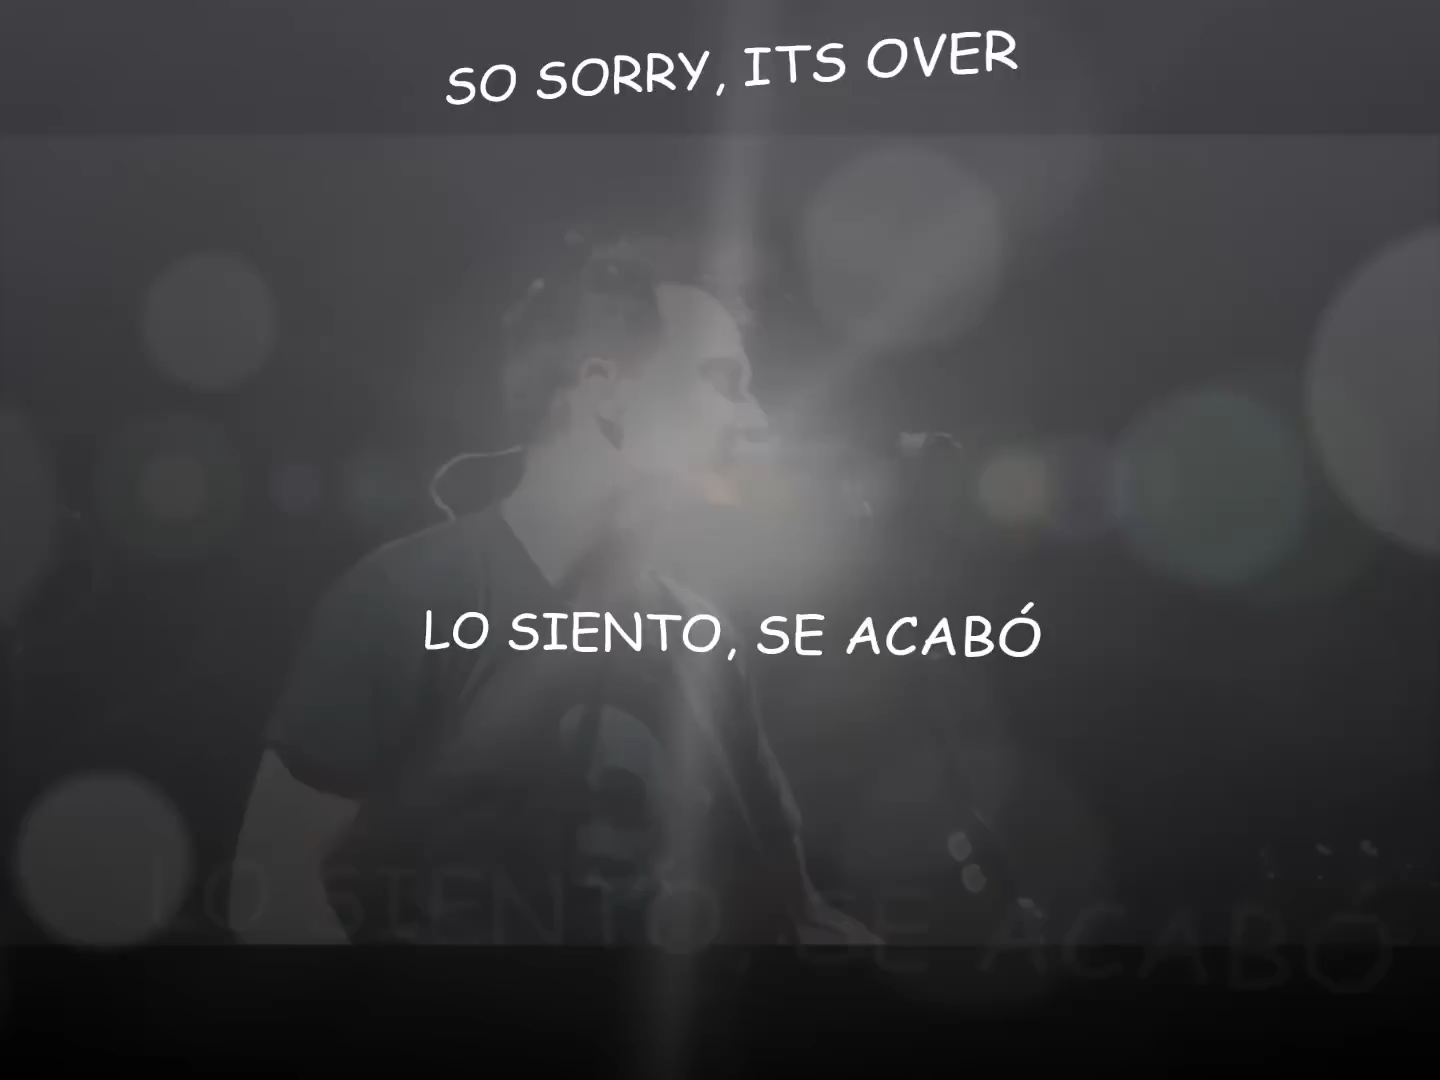 SO SORRY, ITS OVER
LO SIENTO, SE ACABÓ
LO SIENTO, SE ACABÓ